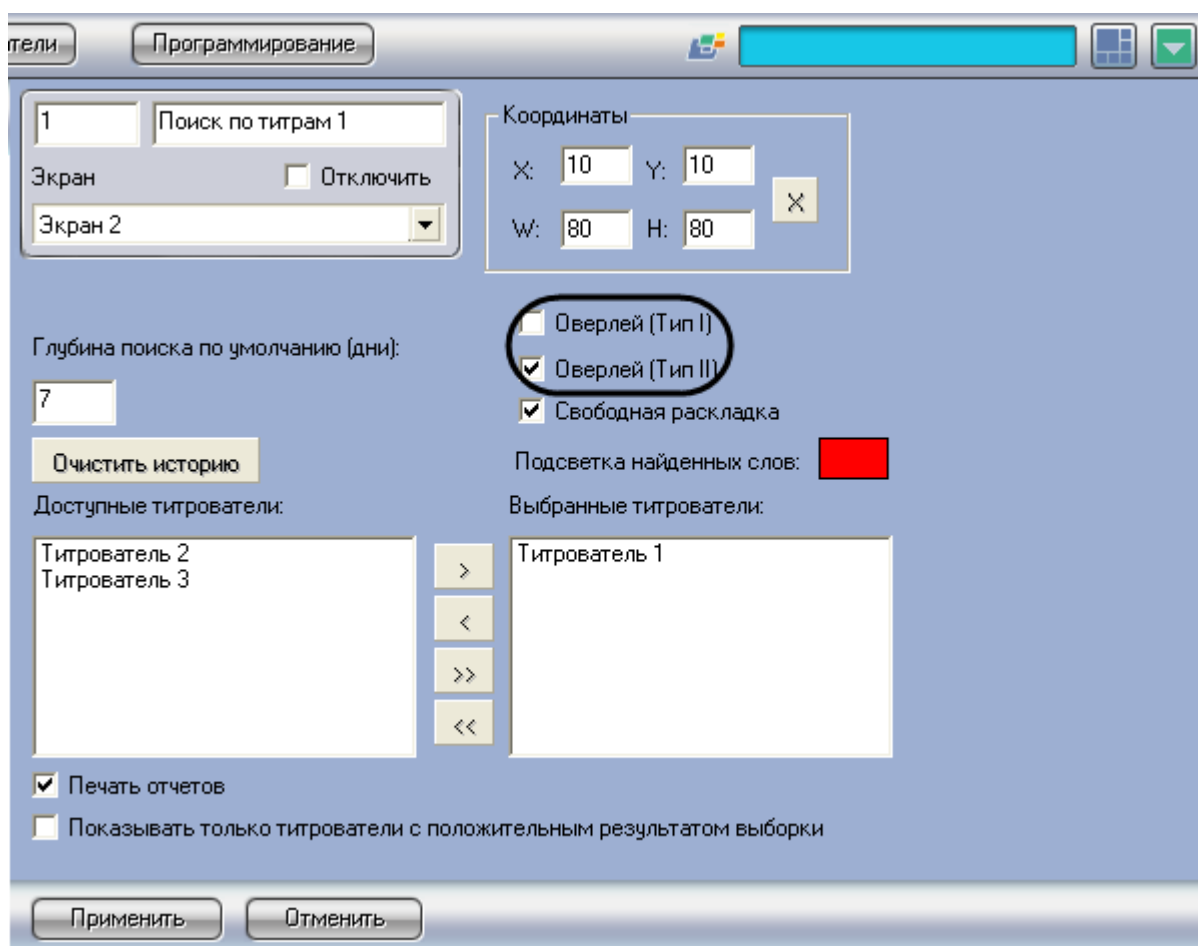 тели Программирование
1 Поиск по титрам 1
Экран Отключить
Экран 2
Координаты
X: 10 Y: 10
X
W: 80 H: 80
Оверлей (Тип I)
Глубина поиска по умолчанию (дни):
Оверлей (Тип II)
7
Свободная раскладка
Очистить историю
Подсветка найденных слов:
Доступные титрователи:
Выбранные титрователи:
Титрователь 2
Титрователь 3
>
<
>>
<<
Титрователь 1
Печать отчетов
Показывать только титрователи с положительным результатом выборки
Применить Отменить